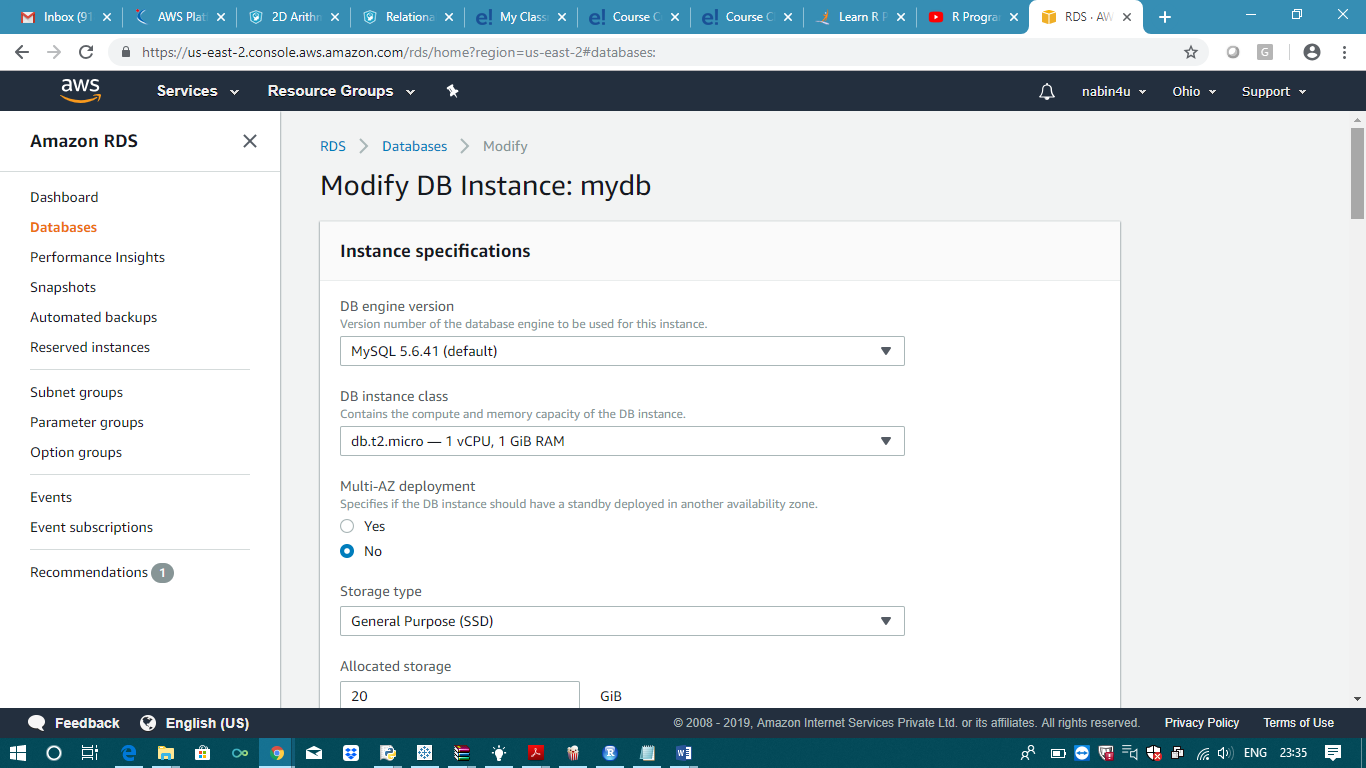 Inbox (91
AWS Plat
2D Arithm
Relationa
e! My Class
e! Course C
e! Course C
Learn R P
R Progra
RDS · AW
https://us-east-2.console.aws.amazon.com/rds/home?region=us-east-2#databases:
G
aws
Services
Resource Groups
nabin4u
Ohio
Support
Amazon RDS
Dashboard
Databases
Performance Insights
Snapshots
Automated backups
Reserved instances
Subnet groups
Parameter groups
Option groups
Events
Event subscriptions
Recommendations 1
RDS
Databases
Modify
Modify DB Instance: mydb
Instance specifications
DB engine version
Version number of the database engine to be used for this instance.
MySQL 5.6.41 (default)
DB instance class
Contains the compute and memory capacity of the DB instance.
db.t2.micro — 1 vCPU, 1 GiB RAM
Multi-AZ deployment
Specifies if the DB instance should have a standby deployed in another availability zone.
Yes
No
Storage type
General Purpose (SSD)
Allocated storage
20 GiB
Feedback
English (US)
© 2008 - 2019, Amazon Internet Services Private Ltd. or its affiliates. All rights reserved.
Privacy Policy
Terms of Use
ENG
23:35